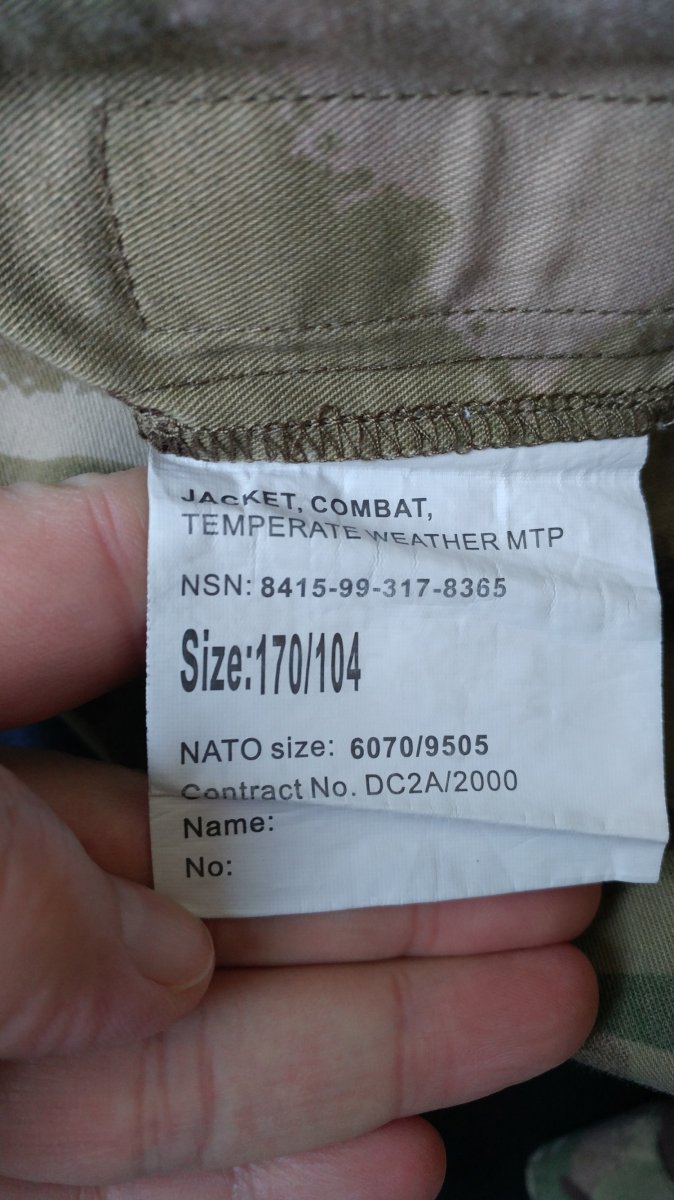 JACKET, COMBAT,
TEMPERATE WEATHER MTP
NSN: 8415-99-317-8365
Size:170/104
NATO size: 6070/9505
Contract No. DC2A/2000
Name:
No: